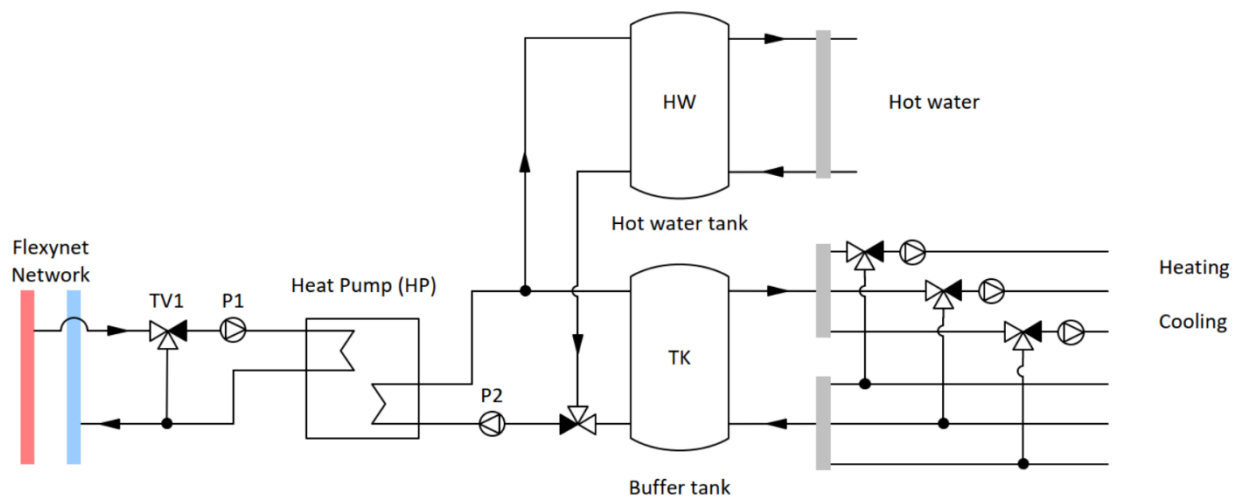 HW
Hot water
Hot water tank
Flexynet
Network
TV1
P1
Heat Pump (HP)
Heating
Cooling
TK
P2
Buffer tank